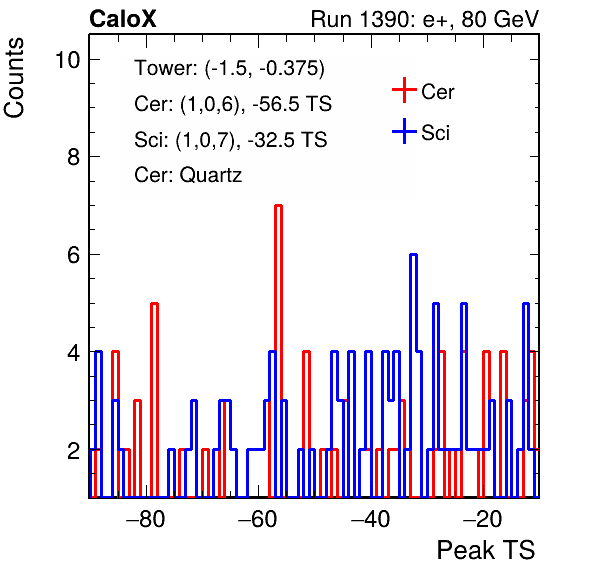 CaloX Run 1390: e+, 80 GeV
Counts
10
8
6
4
2
Tower: (-1.5, -0.375)
Cer: (1,0,6), -56.5 TS
Sci: (1,0,7), -32.5 TS
Cer: Quartz
Cer
Sci
−80 −60 −40 −20
Peak TS